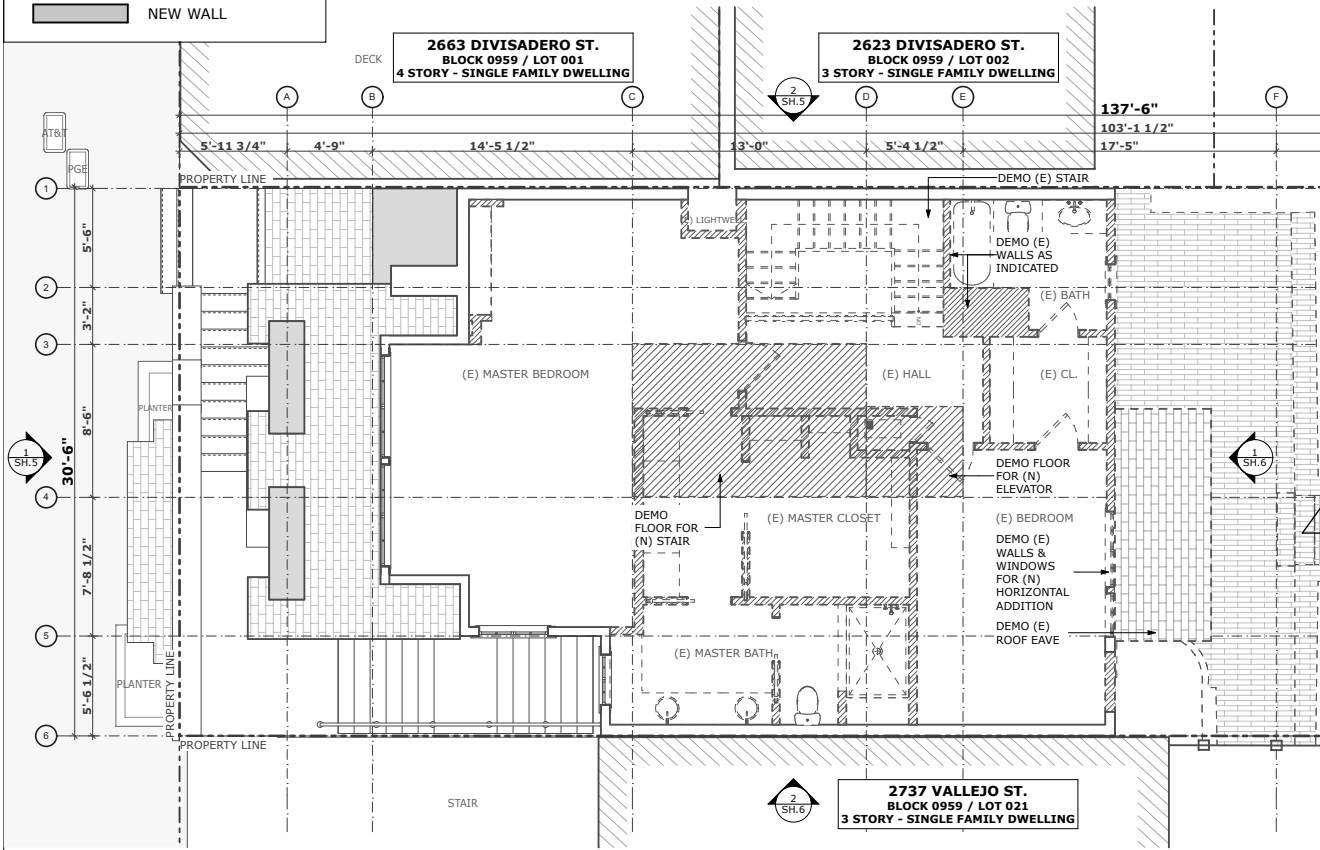 NEW WALL
2663 DIVISADERO ST.
BLOCK 0959 / LOT 001
4 STORY - SINGLE FAMILY DWELLING
2623 DIVISADERO ST.
BLOCK 0959 / LOT 002
3 STORY - SINGLE FAMILY DWELLING
DECK
2
SH.5
A
B
C
D
E
F
137'-6"
103'-1 1/2"
5'-11 3/4"
4'-9"
14'-5 1/2"
13'-0"
5'-4 1/2"
17'-5"
AT&T
PGE
PROPERTY LINE
DEMO (E) STAIR
1
2
3
4
5
6
5'-6"
3'-2"
8'-6"
7'-8 1/2"
5'-6 1/2"
30'-6"
LIGHTWE
DEMO (E)
WALLS AS
INDICATED
(E) BATH
DN
(E) MASTER BEDROOM
(E) HALL
(E) CL.
PLANTER
1
SH.5
1
SH.6
DEMO FLOOR
FOR (N)
ELEVATOR
DEMO
FLOOR FOR
(N) STAIR
(E) MASTER CLOSET
(E) BEDROOM
DEMO (E)
WALLS &
WINDOWS
FOR (N)
HORIZONTAL
ADDITION
DEMO (E)
ROOF EAVE
(E) MASTER BATH
PLANTER
PROPERTY LINE
PROPERTY LINE
STAIR
2
SH.6
2737 VALLEJO ST.
BLOCK 0959 / LOT 021
3 STORY - SINGLE FAMILY DWELLING